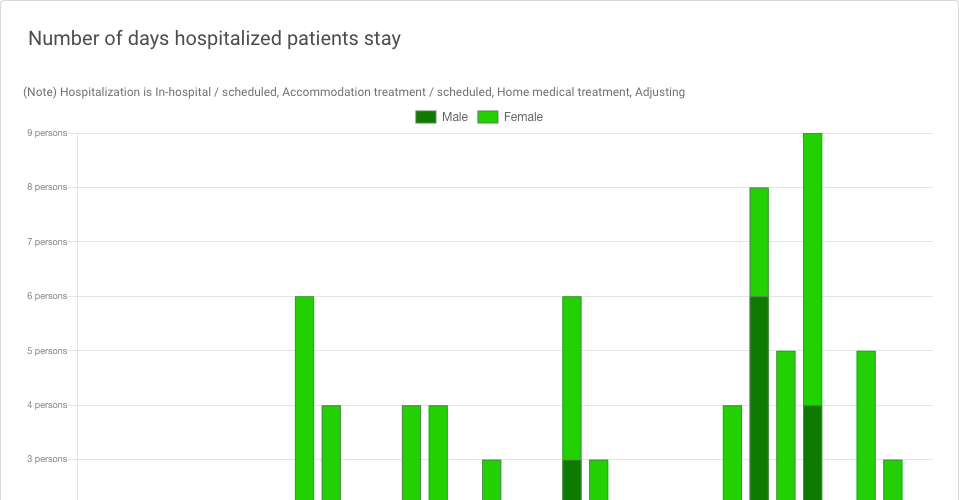 Number of days hospitalized patients stay
(Note) Hospitalization is In-hospital / scheduled, Accommodation treatment / scheduled, Home medical treatment, Adjusting
Male Female
9 persons
8 persons
7 persons
6 persons
5 persons
4 persons
3 persons